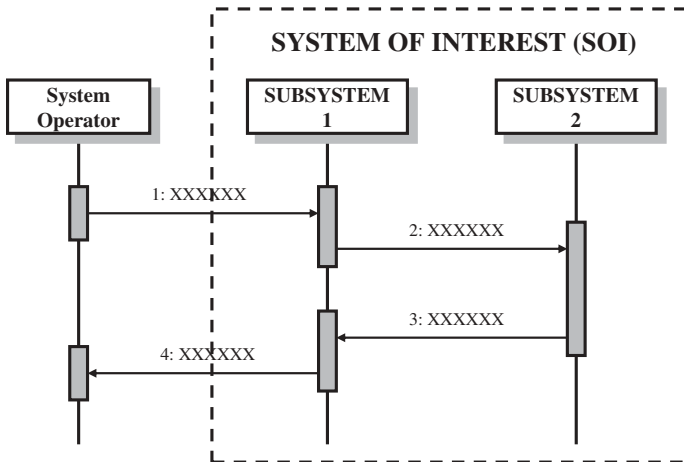 SYSTEM OF INTEREST (SOI)
System
Operator
SUBSYSTEM
1
SUBSYSTEM
2
1: XXXXXX
2: XXXXXX
3: XXXXXX
4: XXXXXX